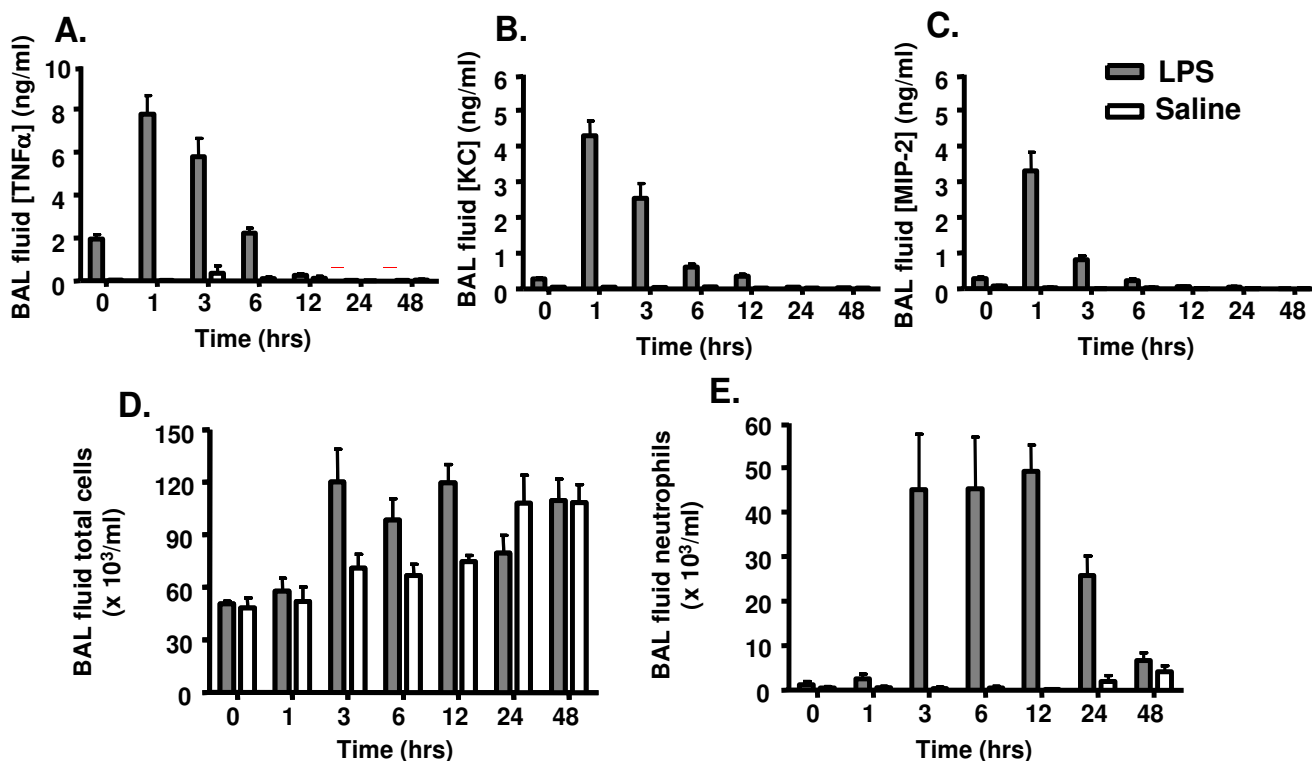 A.
BAL fluid [TNFα] (ng/ml)
10
8
6
4
2
0
0 1 3 6 12 24 48
Time (hrs)
B.
BAL fluid [KC] (ng/ml)
6
5
4
3
2
1
0
0 1 3 6 12 24 48
Time (hrs)
C.
BAL fluid [MIP-2] (ng/ml)
6
5
4
3
2
1
0
0 1 3 6 12 24 48
Time (hrs)
LPS
Saline
D.
BAL fluid total cells
(x 10³/ml)
150
120
90
60
30
0
0 1 3 6 12 24 48
Time (hrs)
E.
BAL fluid neutrophils
(x 10³/ml)
60
50
40
30
20
10
0
0 1 3 6 12 24 48
Time (hrs)